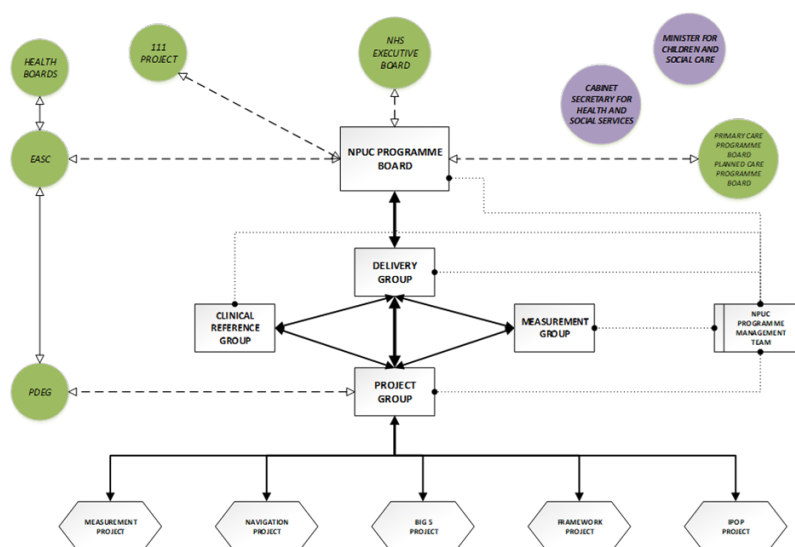 MINISTER FOR
CHILDREN AND
SOCIAL CARE
111
PROJECT
NHS
EXECUTIVE
BOARD
HEALTH
BOARDS
CABINET
SECRETARY FOR
HEALTH AND
SOCIAL SERVICES
EASC
NPUC PROGRAMME
BOARD
PRIMARY CARE
PROGRAMME
BOARD
PLANNED CARE
PROGRAMME
BOARD
DELIVERY
GROUP
CLINICAL
REFERENCE
GROUP
MEASUREMENT
GROUP
NPUC
PROGRAMME
MANAGEMENT
TEAM
PDEG
PROJECT
GROUP
MEASUREMENT
PROJECT
NAVIGATION
PROJECT
BIG 5
PROJECT
FRAMEWORK
PROJECT
IPOP
PROJECT